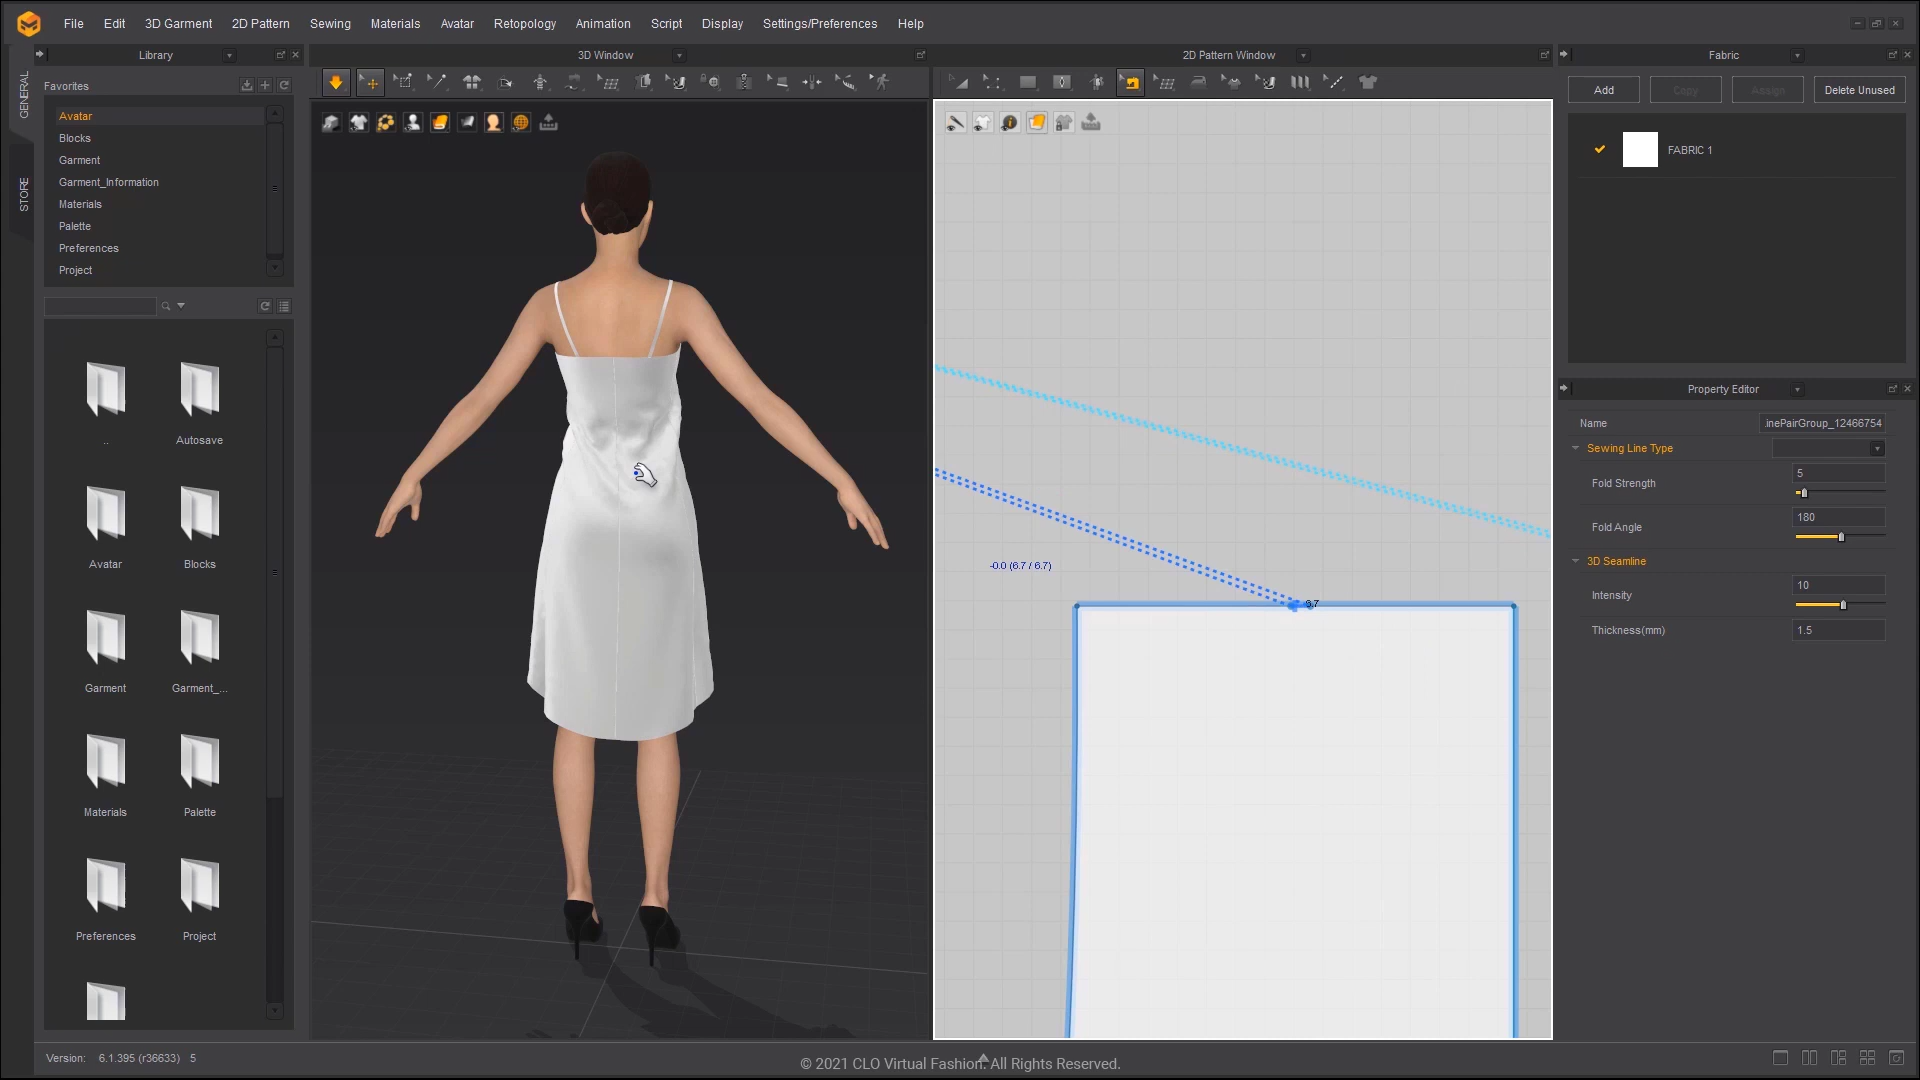 File Edit 3D Garment 2D Pattern Sewing Materials Avatar Retopology Animation Script Display Settings/Preferences Help
Library
3D Window
2D Pattern Window
Fabric
GENERAL
STORE
Favorites
Avatar
Blocks
Garment
Garment_Information
Materials
Palette
Preferences
Project
..
Autosave
Avatar
Blocks
Garment
Garment_...
Materials
Palette
Preferences
Project
-0.0 (6.7 / 6.7)
Add Copy Assign Delete Unused
FABRIC 1
Property Editor
Name .inePairGroup_12466754
Sewing Line Type
Fold Strength 5
Fold Angle 180
3D Seamline
Intensity 10
Thickness(mm) 1.5
Version: 6.1.395 (r36633) 5
© 2021 CLO Virtual Fashion. All Rights Reserved.